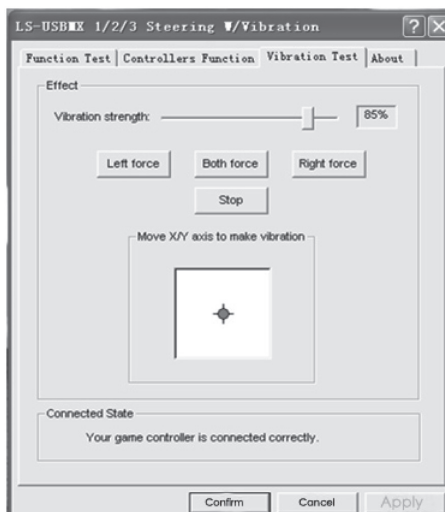 LS-USBMX 1/2/3 Steering W/Vibration
Function Test Controllers Function Vibration Test About
Effect
Vibration strength: 85%
Left force Both force Right force
Stop
Move X/Y axis to make vibration
Connected State
Your game controller is connected correctly.
Confirm Cancel Apply